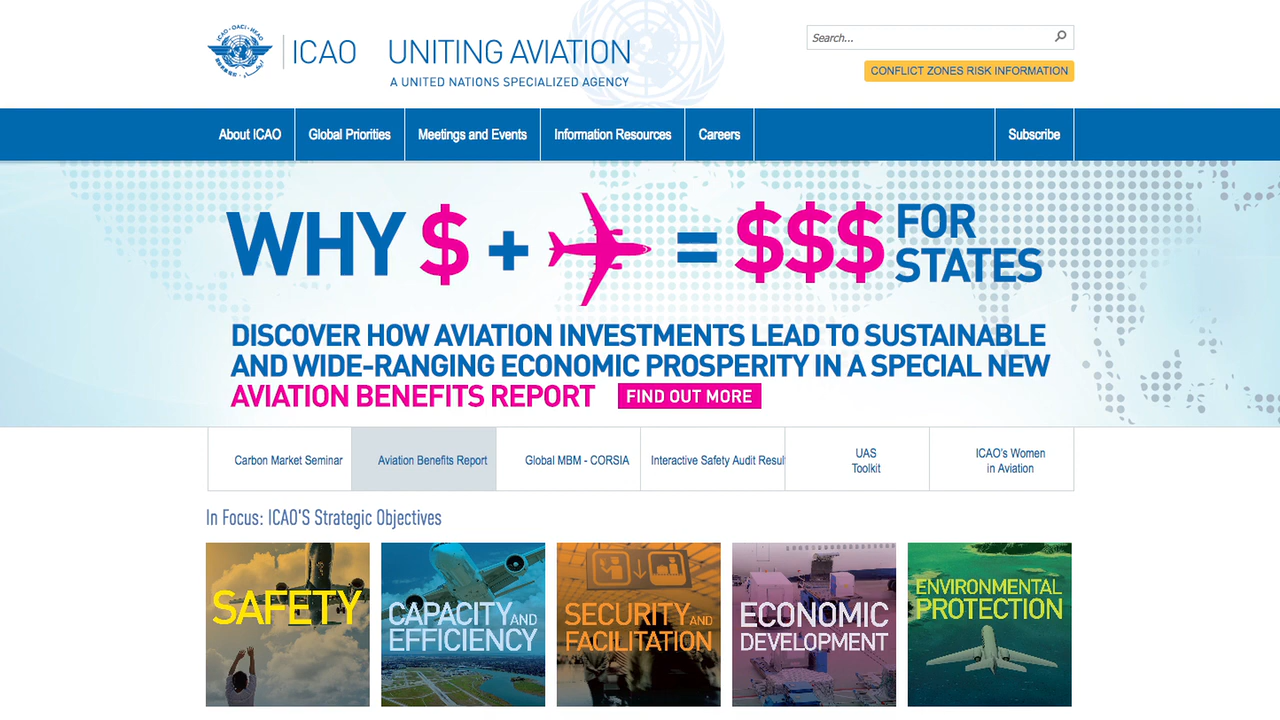 ICAO · OACI · ИКАО
ICAO
UNITING AVIATION
A UNITED NATIONS SPECIALIZED AGENCY
Search...
CONFLICT ZONES RISK INFORMATION
About ICAO
Global Priorities
Meetings and Events
Information Resources
Careers
Subscribe
WHY $ + = $$$ FOR
STATES
DISCOVER HOW AVIATION INVESTMENTS LEAD TO SUSTAINABLE
AND WIDE-RANGING ECONOMIC PROSPERITY IN A SPECIAL NEW
AVIATION BENEFITS REPORT
FIND OUT MORE
Carbon Market Seminar
Aviation Benefits Report
Global MBM - CORSIA
Interactive Safety Audit Resul
UAS
Toolkit
ICAO's Women
in Aviation
In Focus: ICAO'S Strategic Objectives
SAFETY
CAPACITY AND
EFFICIENCY
SECURITY AND
FACILITATION
ECONOMIC
DEVELOPMENT
ENVIRONMENTAL
PROTECTION